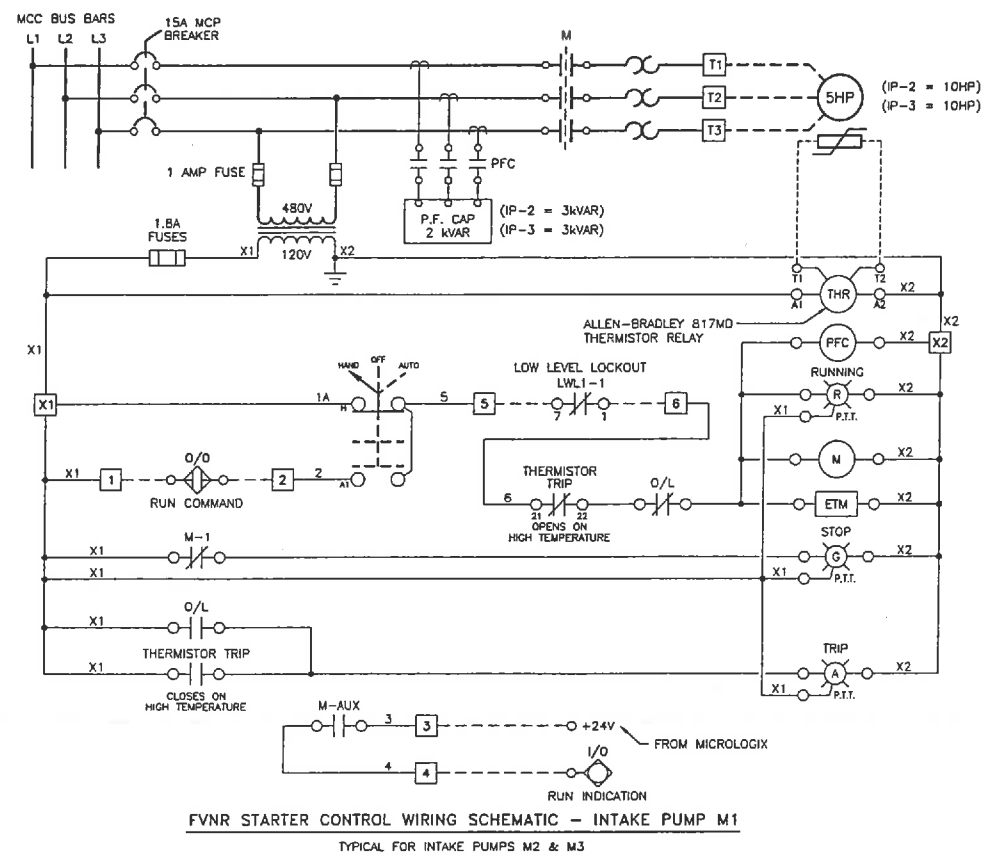 MCC BUS BARS
L1 L2 L3
15A MCP
BREAKER
M
T1
T2
T3
5HP
(IP-2 = 10HP)
(IP-3 = 10HP)
1 AMP FUSE
PFC
480V
120V
P.F. CAP
2 kVAR
(IP-2 = 3kVAR)
(IP-3 = 3kVAR)
1.8A
FUSES
X1
X2
T1
T2
A1
THR
A2
X2
ALLEN-BRADLEY 817MD
THERMISTOR RELAY
X2
X1
PFC
X2
X2
HAND
OFF
AUTO
LOW LEVEL LOCKOUT
LWL1-1
RUNNING
X1
1A
H
5
5
7
1
6
R
X2
X1
P.T.T.
M
O/O
X1
1
2
2
A1
RUN COMMAND
THERMISTOR
TRIP
O/L
6
21
22
OPENS ON
HIGH TEMPERATURE
ETM
X2
STOP
M-1
X1
G
X2
X1
X1
P.T.T.
O/L
X1
THERMISTOR TRIP
X1
CLOSES ON
HIGH TEMPERATURE
TRIP
A
X2
X1
P.T.T.
M-AUX
3
3
+24V
FROM MICROLOGIX
4
4
I/O
RUN INDICATION
FVNR STARTER CONTROL WIRING SCHEMATIC - INTAKE PUMP M1
TYPICAL FOR INTAKE PUMPS M2 & M3